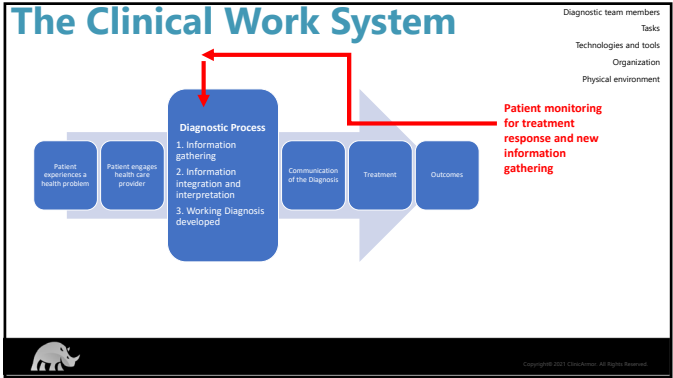 The Clinical Work System
Diagnostic team members
Tasks
Technologies and tools
Organization
Physical environment
Patient monitoring
for treatment
response and new
information
gathering
Patient
experiences a
health problem
Patient engages
health care
provider
Diagnostic Process
1. Information
gathering
2. Information
integration and
interpretation
3. Working Diagnosis
developed
Communication
of the Diagnosis
Treatment
Outcomes
Copyright© 2021 ClinicArmor. All Rights Reserved.